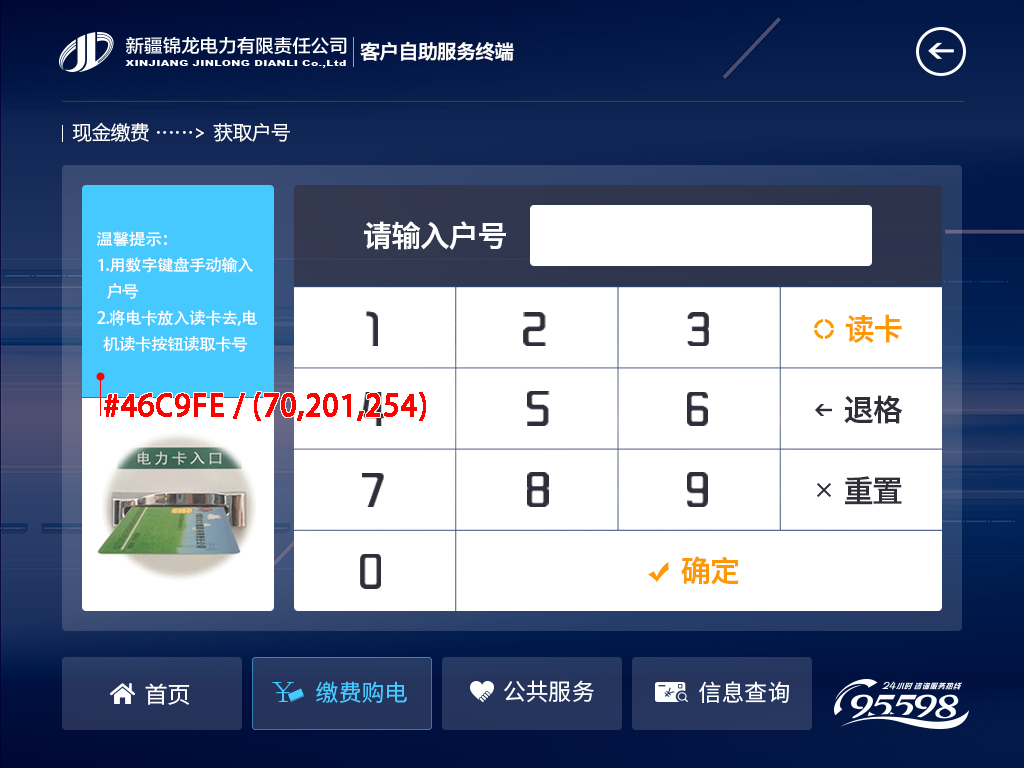 新疆锦龙电力有限责任公司
XINJIANG JINLONG DIANLI Co.,Ltd
客户自助服务终端
现金缴费 ······> 获取户号
温馨提示:
1.用数字键盘手动输入
户号
2.将电卡放入读卡去,电
机读卡按钮读取卡号
#46C9FE / (70,201,254)
电力卡入口
请输入户号
1 2 3 读卡
4 5 6 ← 退格
7 8 9 × 重置
0 确定
首页
缴费购电
公共服务
信息查询
24小时 咨询服务热线
95598